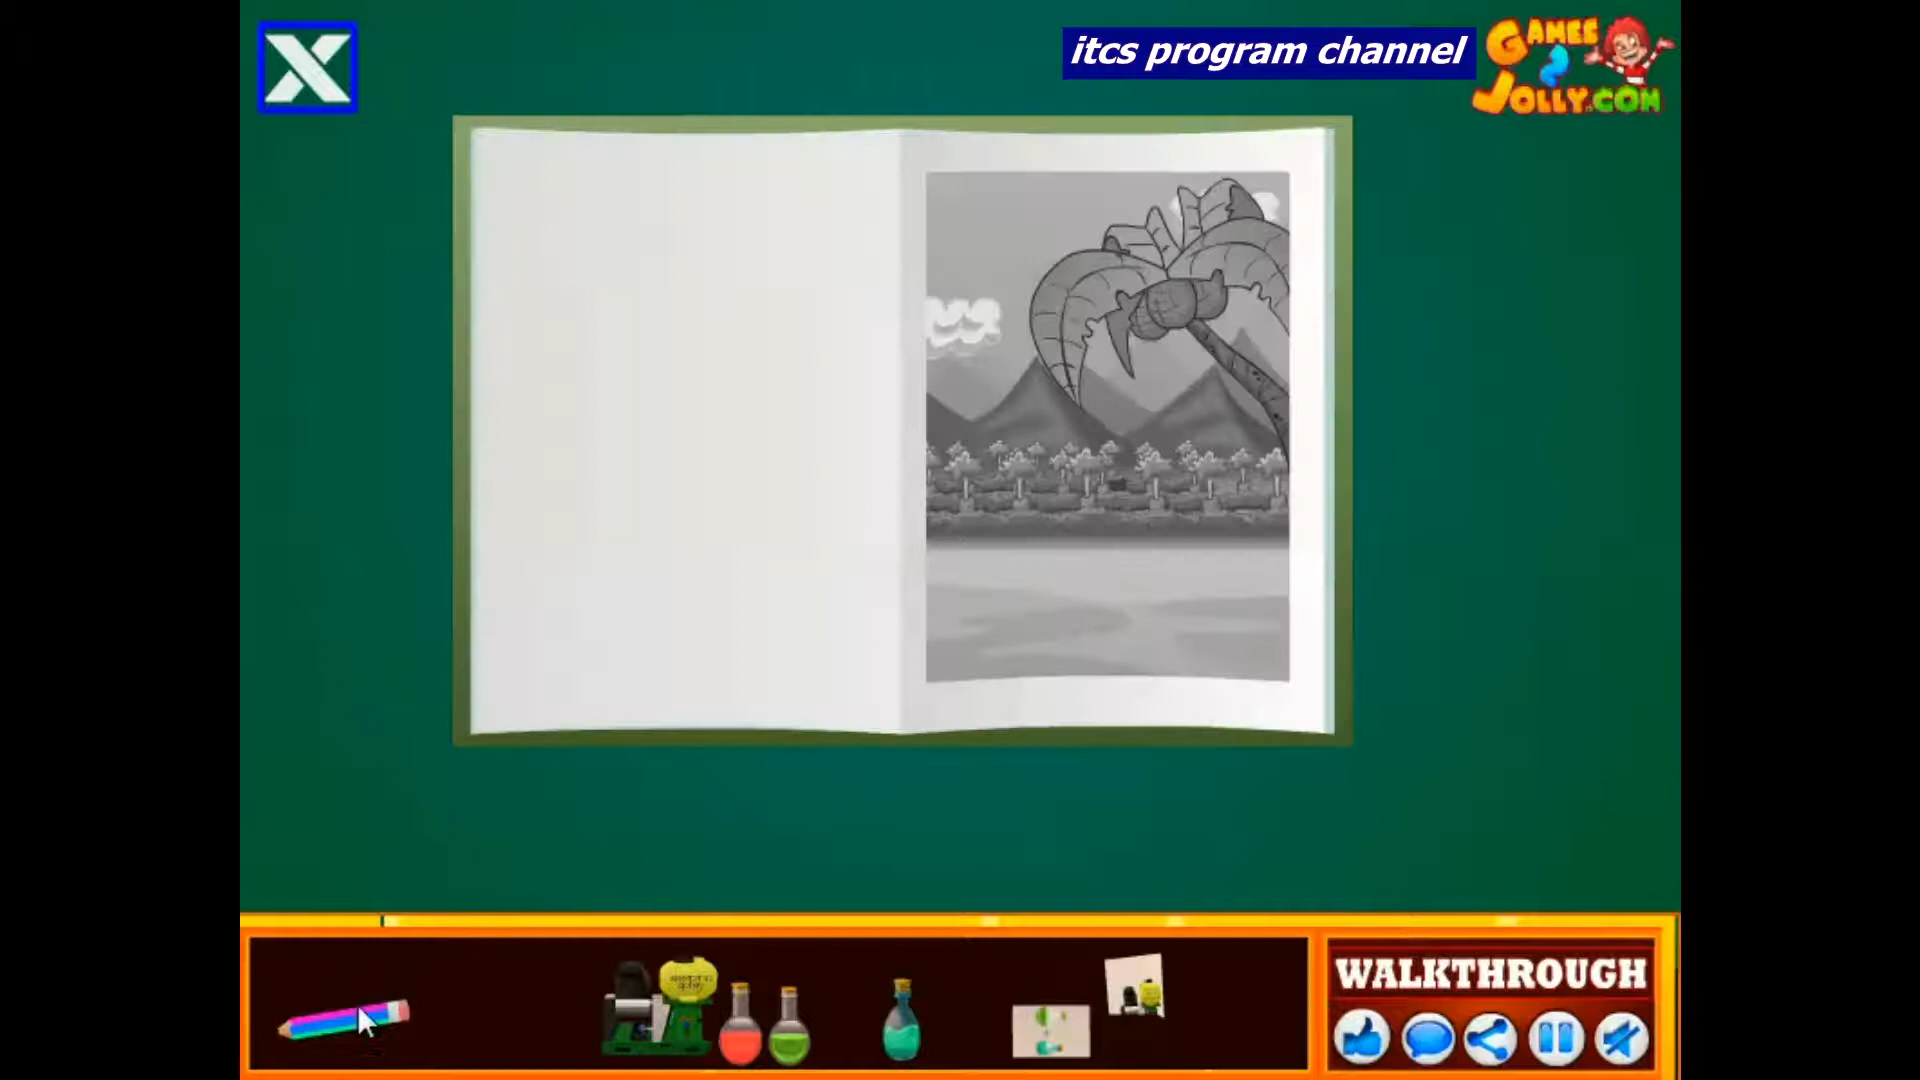 X
itcs program channel
GAMES
2
JOLLY.COM
WALKTHROUGH